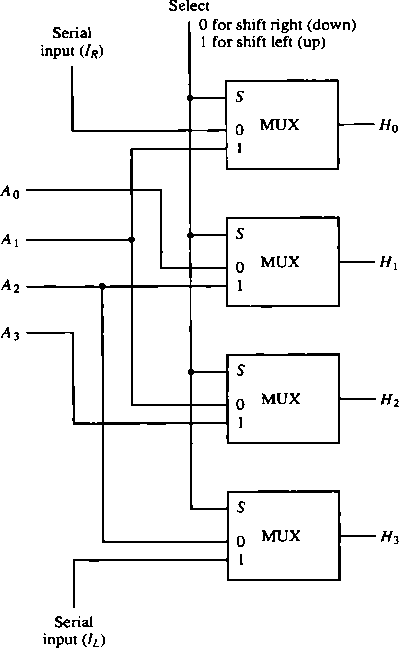 Select
0 for shift right (down)
1 for shift left (up)
Serial
input (I_R)
S
0
1
MUX
H_0
A_0
A_1
A_2
A_3
S
0
1
MUX
H_1
S
0
1
MUX
H_2
S
0
1
MUX
H_3
Serial
input (I_L)